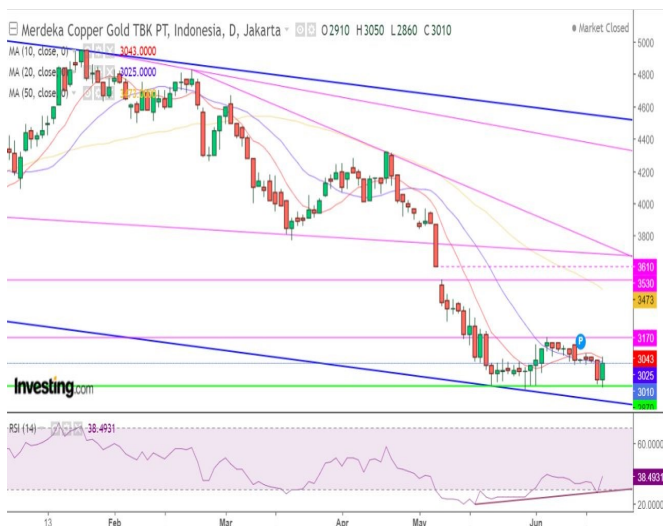 Merdeka Copper Gold TBK PT, Indonesia, D, Jakarta O2910 H3050 L2860 C3010
Market Closed
MA (10, close, 0) 3043.0000
MA (20, close, 0) 3025.0000
MA (50, close, 0)
5000
4800
4600
4400
4200
4000
3800
3610
3530
3473
3170
3043
3025
3010
P
Investing.com
RSI (14) 38.4931
60.0000
38.4931
20.0000
13 Feb Mar Apr May Jun